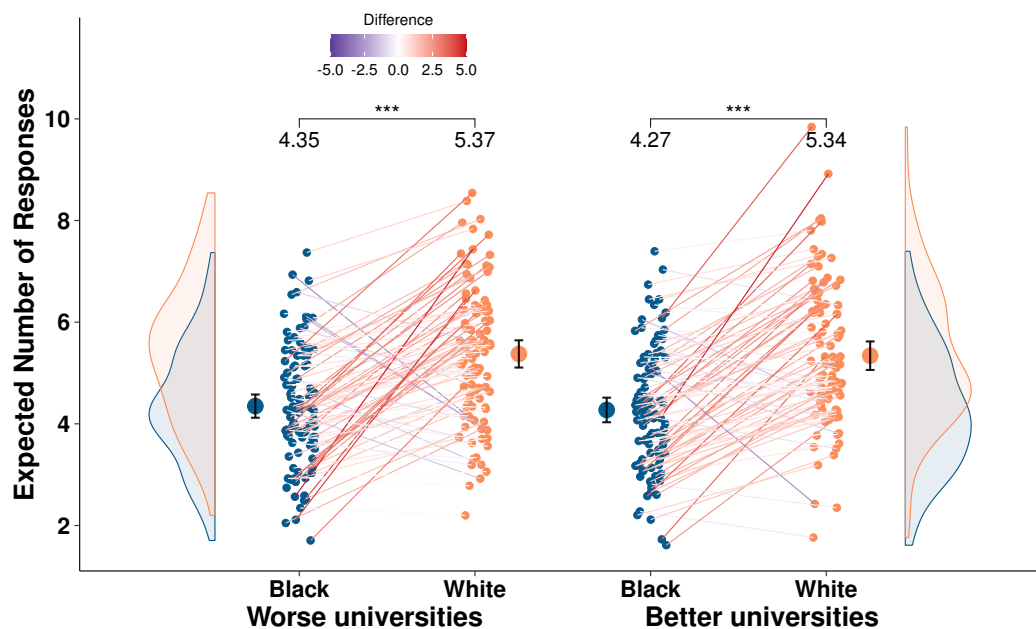 Difference
-5.0 -2.5 0.0 2.5 5.0
Expected Number of Responses
10
8
6
4
2
***
4.35 5.37
***
4.27 5.34
Black White Black White
Worse universities Better universities